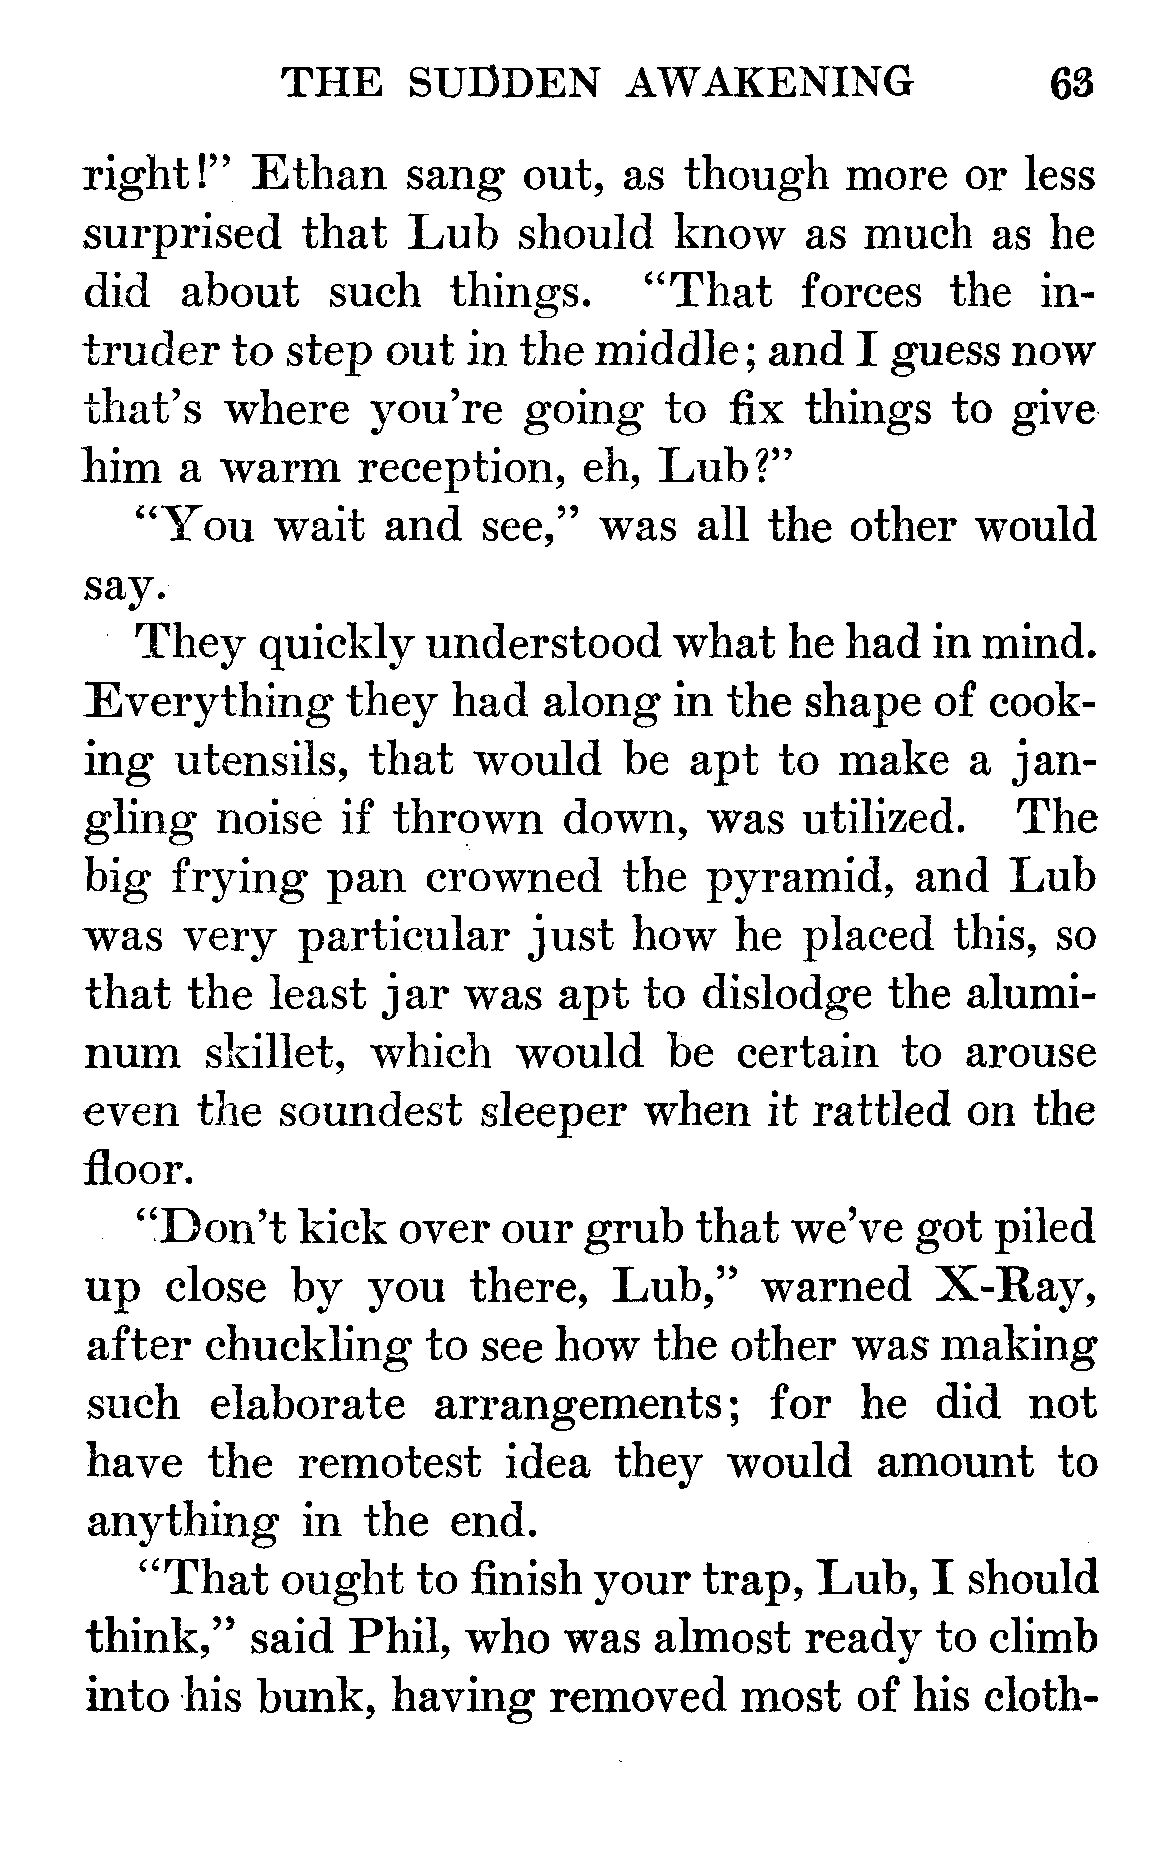 THE SUDDEN AWAKENING 63
right!" Ethan sang out, as though more or less
surprised that Lub should know as much as he
did about such things. "That forces the in-
truder to step out in the middle; and I guess now
that's where you're going to fix things to give
him a warm reception, eh, Lub?"
"You wait and see," was all the other would
say.
They quickly understood what he had in mind.
Everything they had along in the shape of cook-
ing utensils, that would be apt to make a jan-
gling noise if thrown down, was utilized. The
big frying pan crowned the pyramid, and Lub
was very particular just how he placed this, so
that the least jar was apt to dislodge the alumi-
num skillet, which would be certain to arouse
even the soundest sleeper when it rattled on the
floor.
"Don't kick over our grub that we've got piled
up close by you there, Lub," warned X-Ray,
after chuckling to see how the other was making
such elaborate arrangements; for he did not
have the remotest idea they would amount to
anything in the end.
"That ought to finish your trap, Lub, I should
think," said Phil, who was almost ready to climb
into his bunk, having removed most of his cloth-